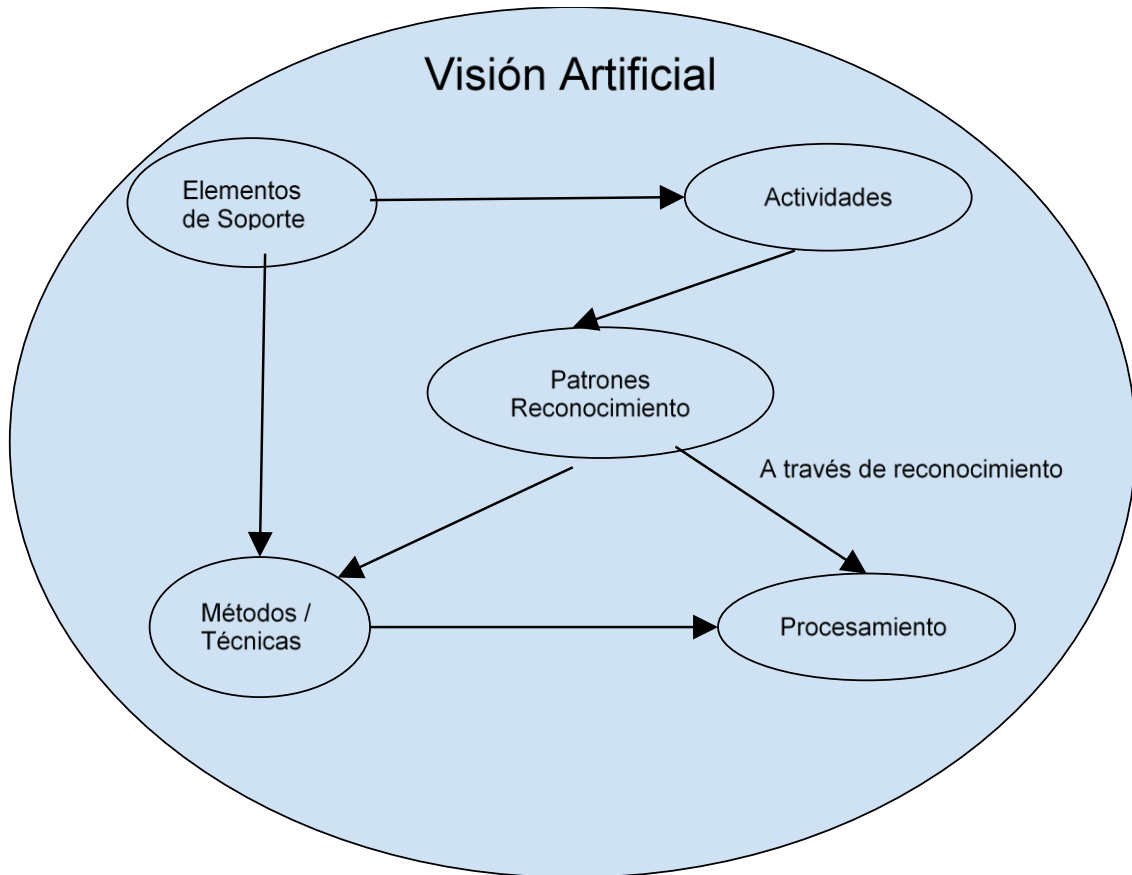 Visión Artificial
Elementos
de Soporte
Actividades
Patrones
Reconocimiento
A través de reconocimiento
Métodos /
Técnicas
Procesamiento